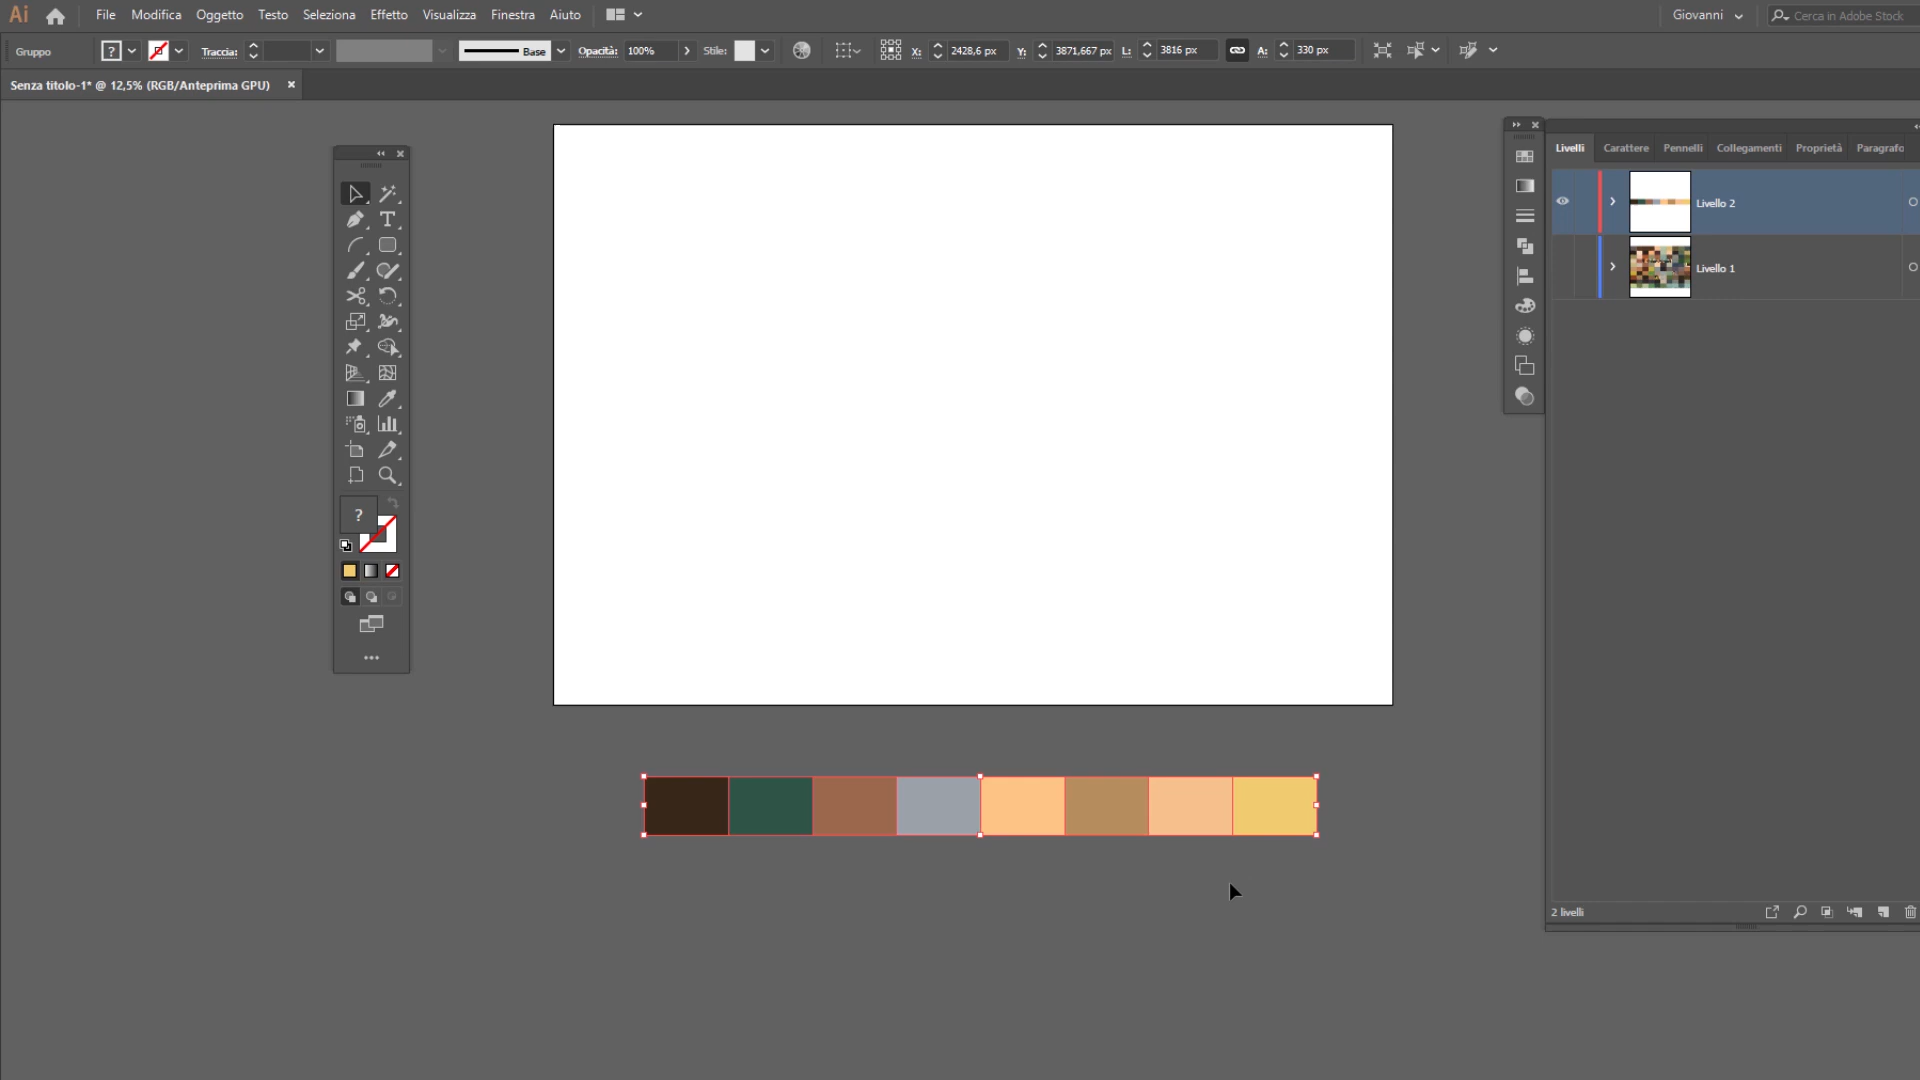 Ai File Modifica Oggetto Testo Seleziona Effetto Visualizza Finestra Aiuto Giovanni Cerca in Adobe Stock
Gruppo ? Traccia: Base Opacità: 100% Stile: X: 2428,6 px Y: 3871,667 px L: 3816 px A: 330 px
Senza titolo-1* @ 12,5% (RGB/Anteprima GPU)
Livelli Carattere Pennelli Collegamenti Proprietà Paragrafo
Livello 2
Livello 1
?
2 livelli